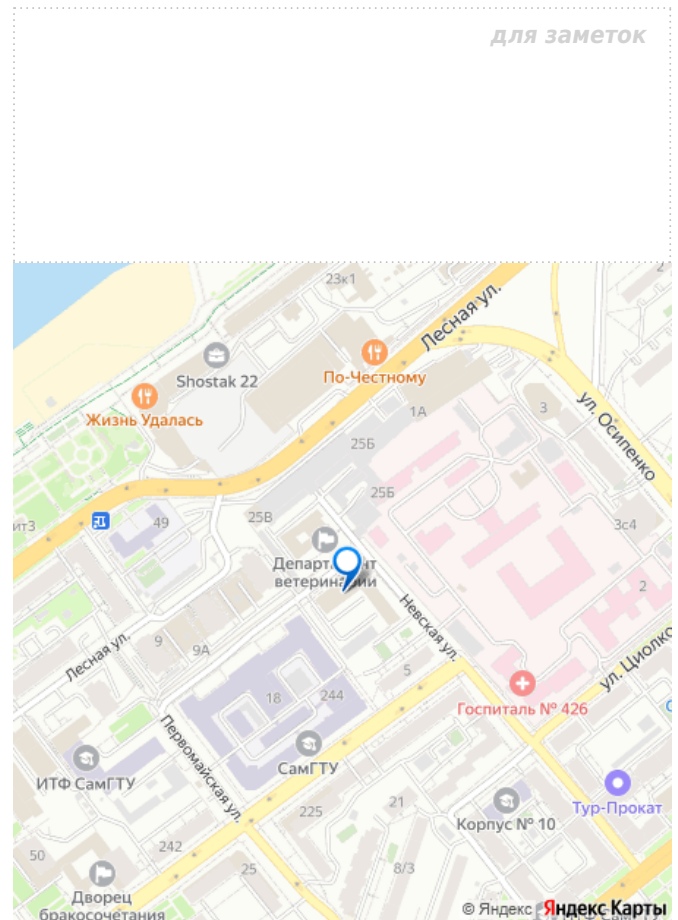 для заметок
2
23к1
Лесная ул.
Shostak 22
По-Честному
Жизнь Удалась
1А
3
ул. Осипенко
25Б
25Б
25В
49
3с4
Департамент
ветеринарии
2
Невская ул.
Лесная ул.
9
9А
5
ул. Циолко
Госпиталь № 426
18
244
СамГТУ
Первомайская ул.
ИТФ СамГТУ
Тур-Прокат
21
225
Корпус № 10
242
50
25
8/3
Дворец
бракосочетания
© Яндекс
Яндекс Карты